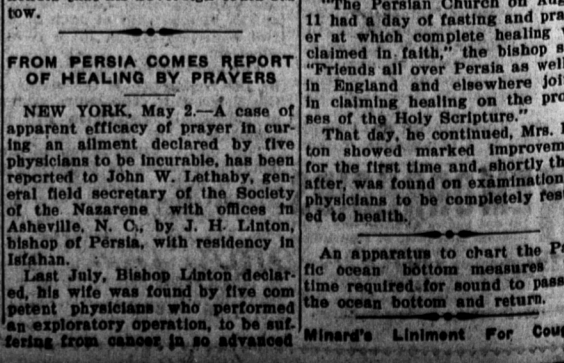 tow.
FROM PERSIA COMES REPORT
OF HEALING BY PRAYERS
NEW YORK, May 2.—A case of
apparent efficacy of prayer in cur-
ing an ailment declared by five
physicians to be incurable, has been
reported to John W. Lethaby, gen-
eral field secretary of the Society
of the Nazarene with offices in
Asheville, N. C., by J. H. Linton,
bishop of Persia, with residency in
Isfahan.
Last July, Bishop Linton declar-
ed, his wife was found by five com
petent physicians who performed
an exploratory operation, to be suf-
fering from cancer in so advanced
"The Persian Church on
11 had a day of fasting and
er at which complete healing
claimed in faith," the bishop
"Friends all over Persia as well
in England and elsewhere
in claiming healing on the
ses of the Holy Scripture."
That day, he continued, Mrs.
ton showed marked
for the first time and, shortly
after, was found on examination
physicians to be completely
ed to health.
An apparatus to chart the
fic ocean bottom measures
time required for sound to pass
the ocean bottom and return.
Minard's Liniment For